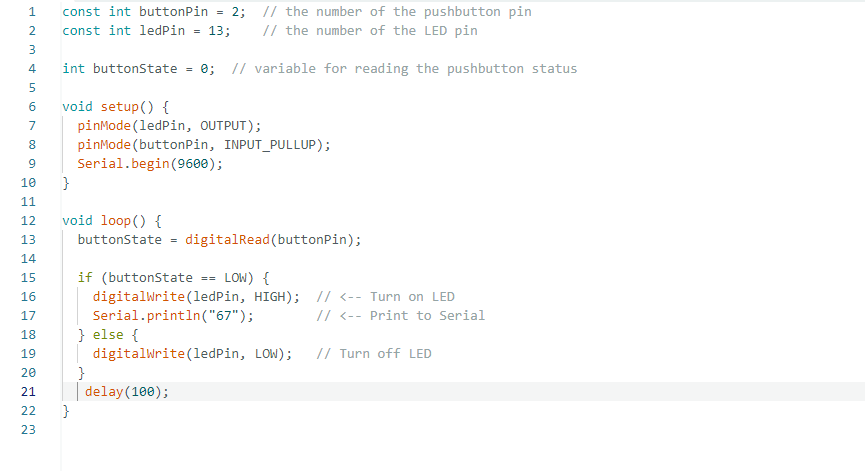 1 const int buttonPin = 2;  // the number of the pushbutton pin
2 const int ledPin = 13;    // the number of the LED pin
3
4 int buttonState = 0;  // variable for reading the pushbutton status
5
6 void setup() {
7   pinMode(ledPin, OUTPUT);
8   pinMode(buttonPin, INPUT_PULLUP);
9   Serial.begin(9600);
10 }
11
12 void loop() {
13   buttonState = digitalRead(buttonPin);
14
15   if (buttonState == LOW) {
16     digitalWrite(ledPin, HIGH);  // <-- Turn on LED
17     Serial.println("67");        // <-- Print to Serial
18   } else {
19     digitalWrite(ledPin, LOW);   // Turn off LED
20   }
21    delay(100);
22 }
23